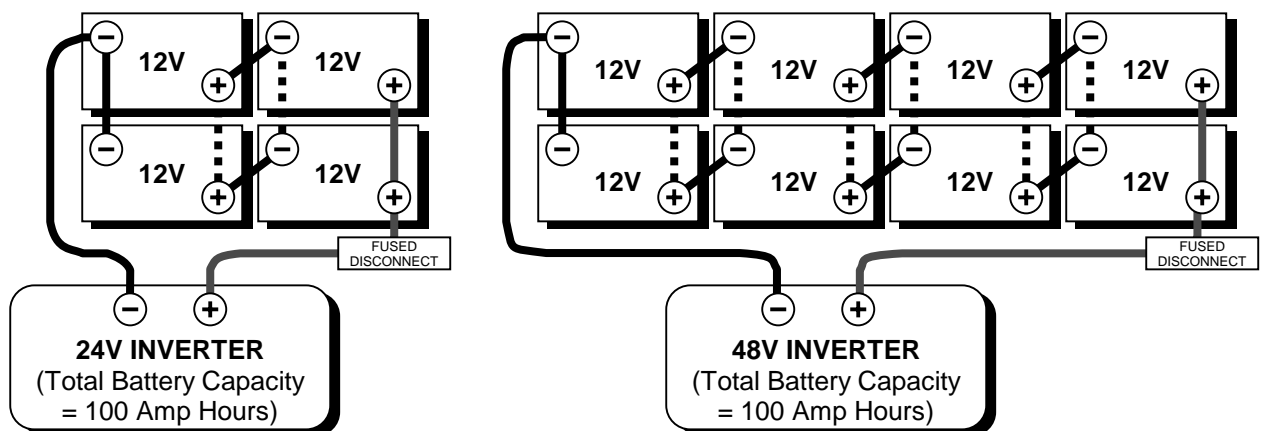 12V 12V
12V 12V
FUSED
DISCONNECT
24V INVERTER
(Total Battery Capacity
= 100 Amp Hours)
12V 12V 12V 12V
12V 12V 12V 12V
FUSED
DISCONNECT
48V INVERTER
(Total Battery Capacity
= 100 Amp Hours)